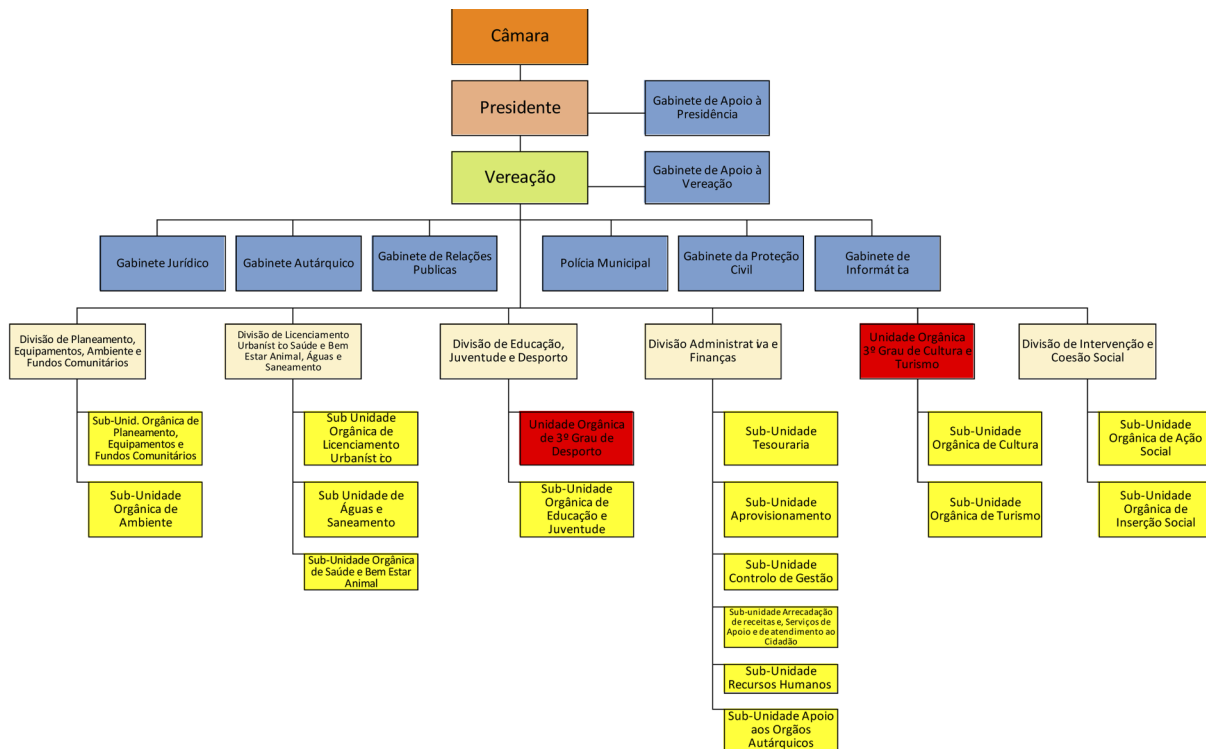 Câmara
Presidente
Gabinete de Apoio à
Presidência
Vereação
Gabinete de Apoio à
Vereação
Gabinete Jurídico
Gabinete Autárquico
Gabinete de Relações
Publicas
Polícia Municipal
Gabinete da Proteção
Civil
Gabinete de
Informática
Divisão de Planeamento,
Equipamentos, Ambiente e
Fundos Comunitários
Divisão de Licenciamento
Urbanístico Saúde e Bem
Estar Animal, Águas e
Saneamento
Divisão de Educação,
Juventude e Desporto
Divisão Administrativa e
Finanças
Unidade Orgânica
3º Grau de Cultura e
Turismo
Divisão de Intervenção e
Coesão Social
Sub-Unid. Orgânica de
Planeamento,
Equipamentos e
Fundos Comunitários
Sub-Unidade
Orgânica de
Ambiente
Sub Unidade
Orgânica de
Licenciamento
Urbanístico
Sub Unidade de
Águas e
Saneamento
Sub-Unidade Orgânica
de Saúde e Bem Estar
Animal
Unidade Orgânica
de 3º Grau de
Desporto
Sub-Unidade
Orgânica de
Educação e
Juventude
Sub-Unidade
Tesouraria
Sub-Unidade
Aprovisionamento
Sub-Unidade
Controlo de Gestão
Sub-unidade Arrecadação
de receitas e, Serviços de
Apoio e de atendimento ao
Cidadão
Sub-Unidade
Recursos Humanos
Sub-Unidade Apoio
aos Orgãos
Autárquicos
Sub-Unidade
Orgânica de Cultura
Sub-Unidade
Orgânica de Turismo
Sub-Unidade
Orgânica de Ação
Social
Sub-Unidade
Orgânica de
Inserção Social